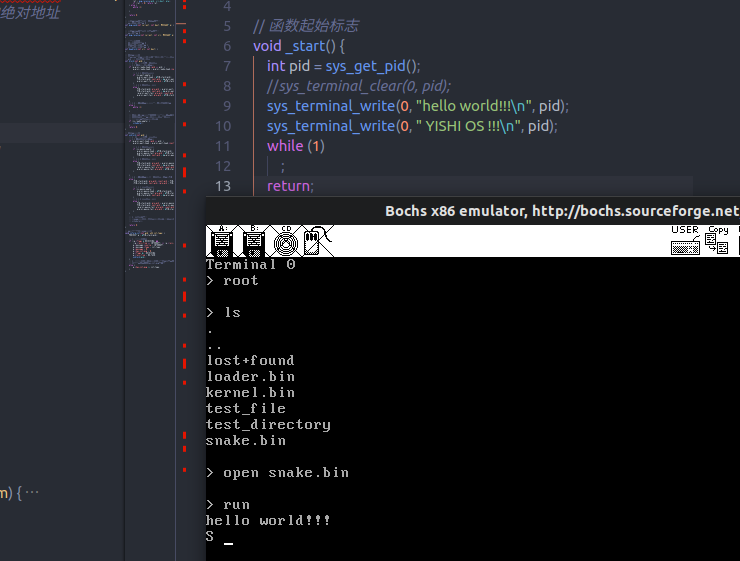 绝对地址
4
5 // 函数起始标志
6 void _start() {
7 int pid = sys_get_pid();
8 //sys_terminal_clear(0, pid);
9 sys_terminal_write(0, "hello world!!!\n", pid);
10 sys_terminal_write(0, " YISHI OS !!!\n", pid);
11 while (1)
12 ;
13 return;
m) { ···
Bochs x86 emulator, http://bochs.sourceforge.net
A: B: CD USER Copy
Terminal 0
> root
> ls
.
..
lost+found
loader.bin
kernel.bin
test_file
test_directory
snake.bin
> open snake.bin
> run
hello world!!!
S _